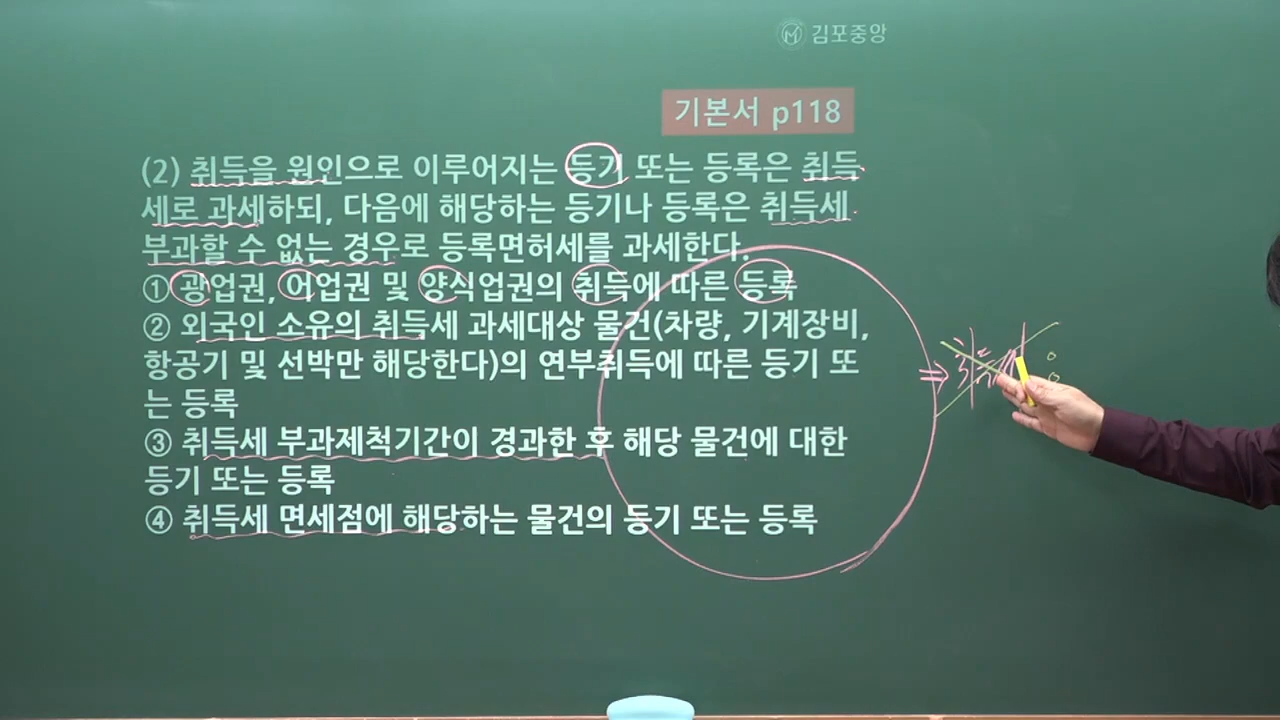 김포중앙
기본서 p118
(2) 취득을 원인으로 이루어지는 등기 또는 등록은 취득
세로 과세하되, 다음에 해당하는 등기나 등록은 취득세
부과할 수 없는 경우로 등록면허세를 과세한다.
① 광업권, 어업권 및 양식업권의 취득에 따른 등록
② 외국인 소유의 취득세 과세대상 물건(차량, 기계장비,
항공기 및 선박만 해당한다)의 연부취득에 따른 등기 또
는 등록
③ 취득세 부과제척기간이 경과한 후 해당 물건에 대한
등기 또는 등록
④ 취득세 면세점에 해당하는 물건의 등기 또는 등록